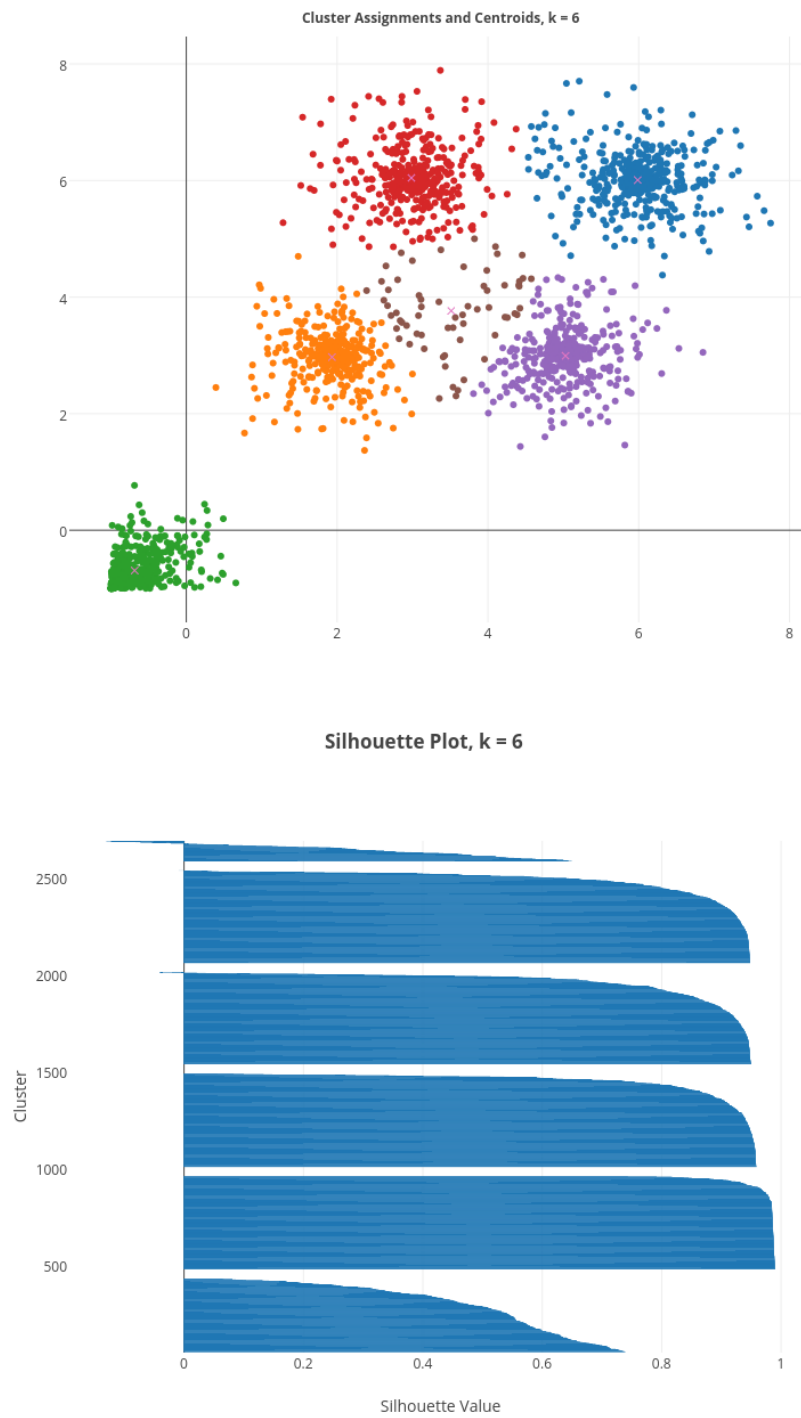 Cluster Assignments and Centroids, k = 6
8
6
4
2
0
0 2 4 6 8
Silhouette Plot, k = 6
2500
2000
1500
1000
500
Cluster
0 0.2 0.4 0.6 0.8 1
Silhouette Value